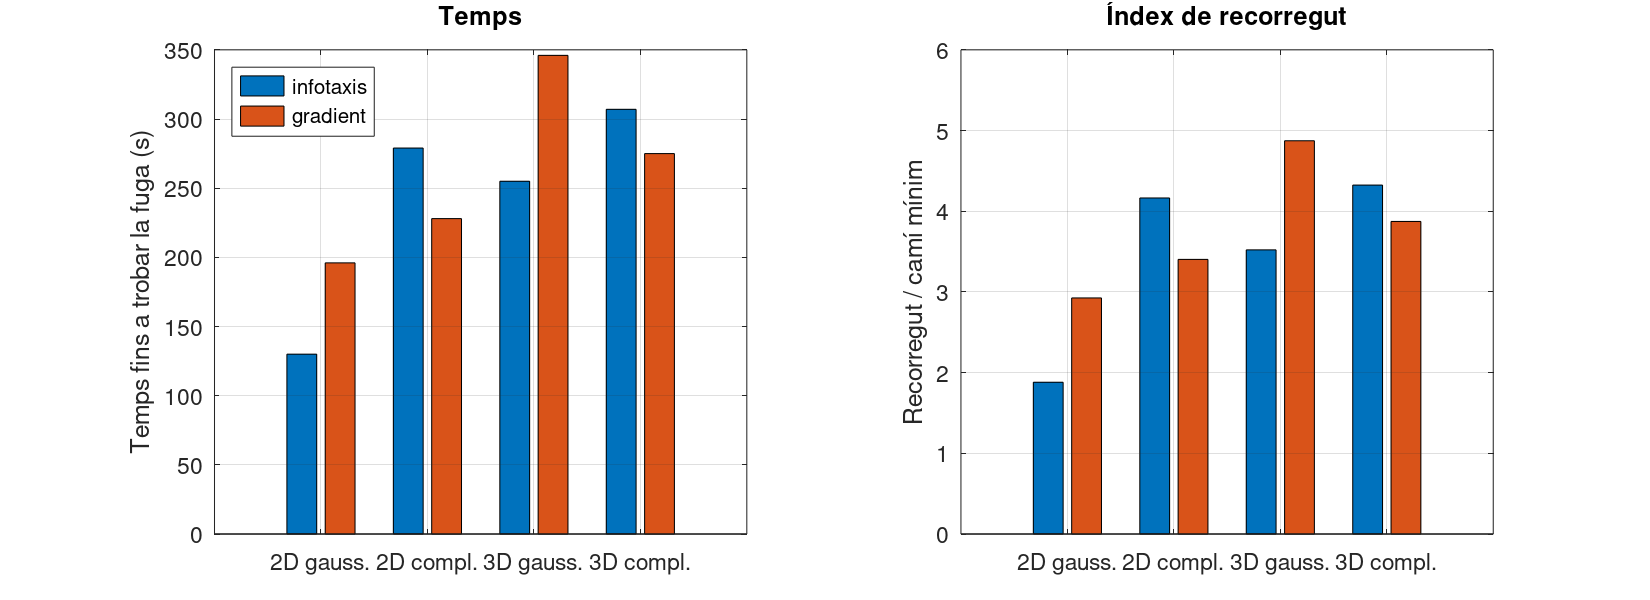 Temps
350
300
250
200
150
100
50
0
Temps fins a trobar la fuga (s)
infotaxis
gradient
2D gauss. 2D compl. 3D gauss. 3D compl.
Índex de recorregut
6
5
4
3
2
1
0
Recorregut / camí mínim
2D gauss. 2D compl. 3D gauss. 3D compl.